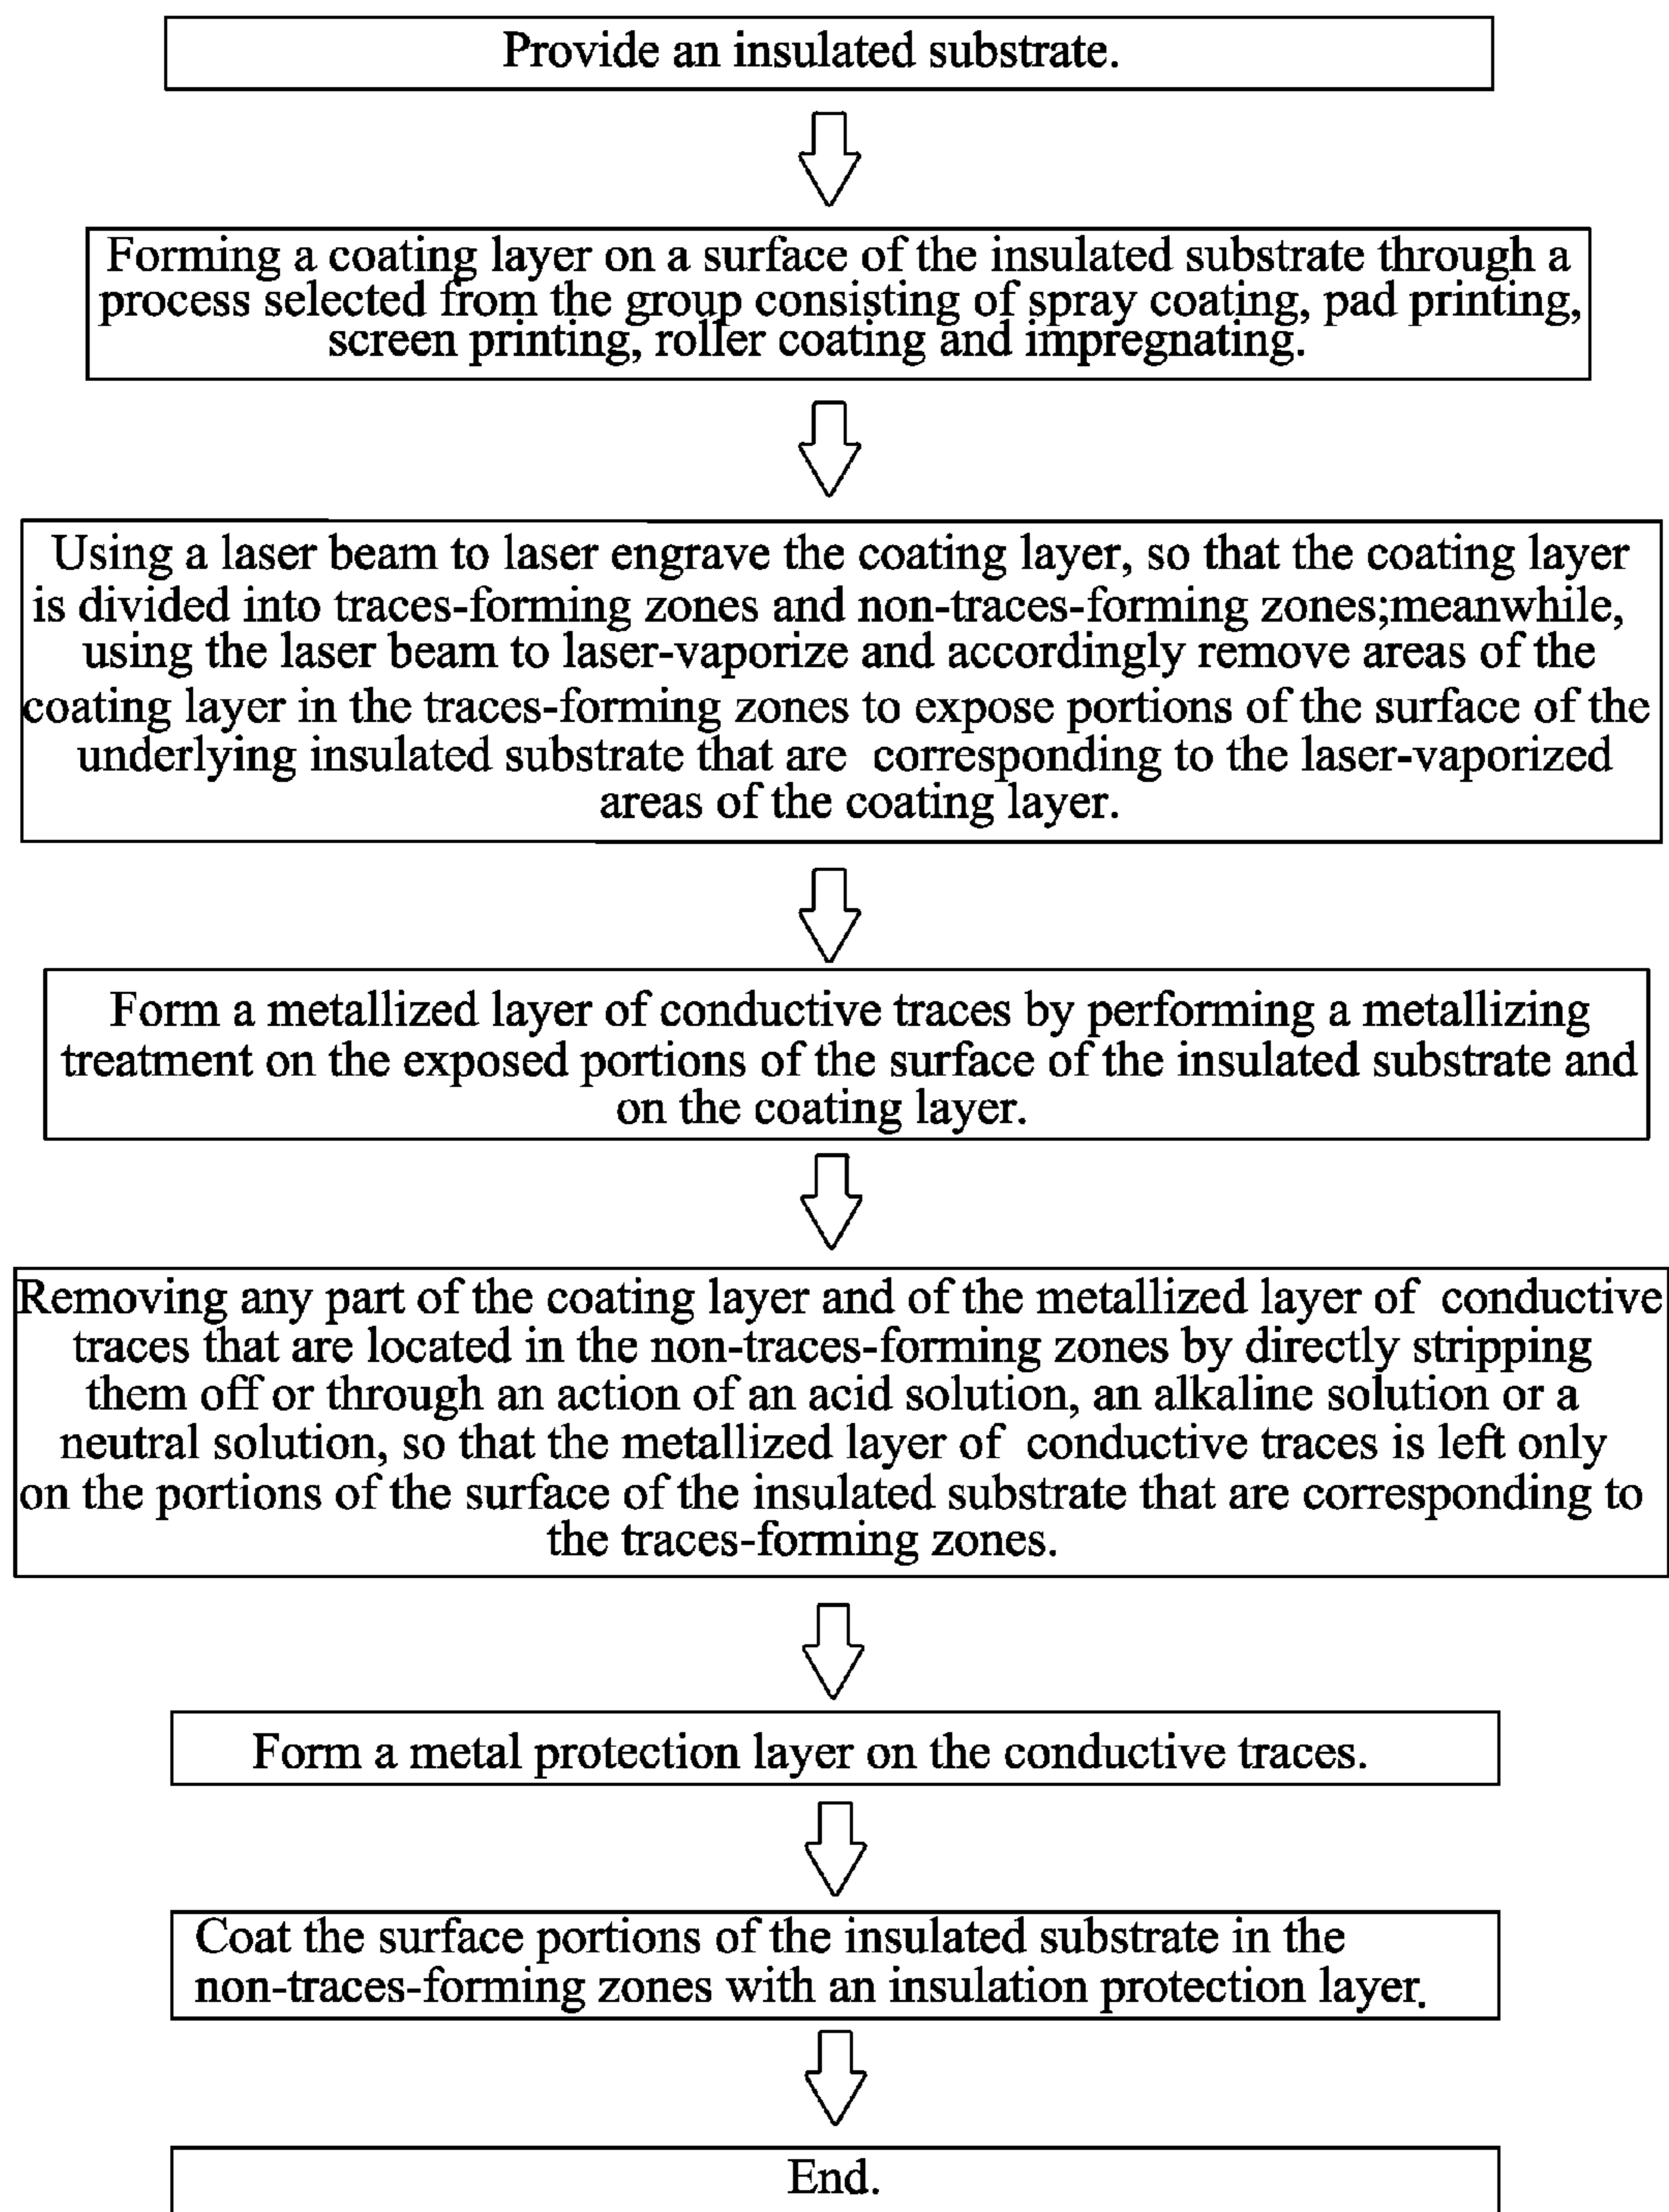 Provide an insulated substrate.
Forming a coating layer on a surface of the insulated substrate through a
process selected from the group consisting of spray coating, pad printing,
screen printing, roller coating and impregnating.
Using a laser beam to laser engrave the coating layer, so that the coating layer
is divided into traces-forming zones and non-traces-forming zones;meanwhile,
using the laser beam to laser-vaporize and accordingly remove areas of the
coating layer in the traces-forming zones to expose portions of the surface of the
underlying insulated substrate that are corresponding to the laser-vaporized
areas of the coating layer.
Form a metallized layer of conductive traces by performing a metallizing
treatment on the exposed portions of the surface of the insulated substrate and
on the coating layer.
Removing any part of the coating layer and of the metallized layer of conductive
traces that are located in the non-traces-forming zones by directly stripping
them off or through an action of an acid solution, an alkaline solution or a
neutral solution, so that the metallized layer of conductive traces is left only
on the portions of the surface of the insulated substrate that are corresponding to
the traces-forming zones.
Form a metal protection layer on the conductive traces.
Coat the surface portions of the insulated substrate in the
non-traces-forming zones with an insulation protection layer.
End.